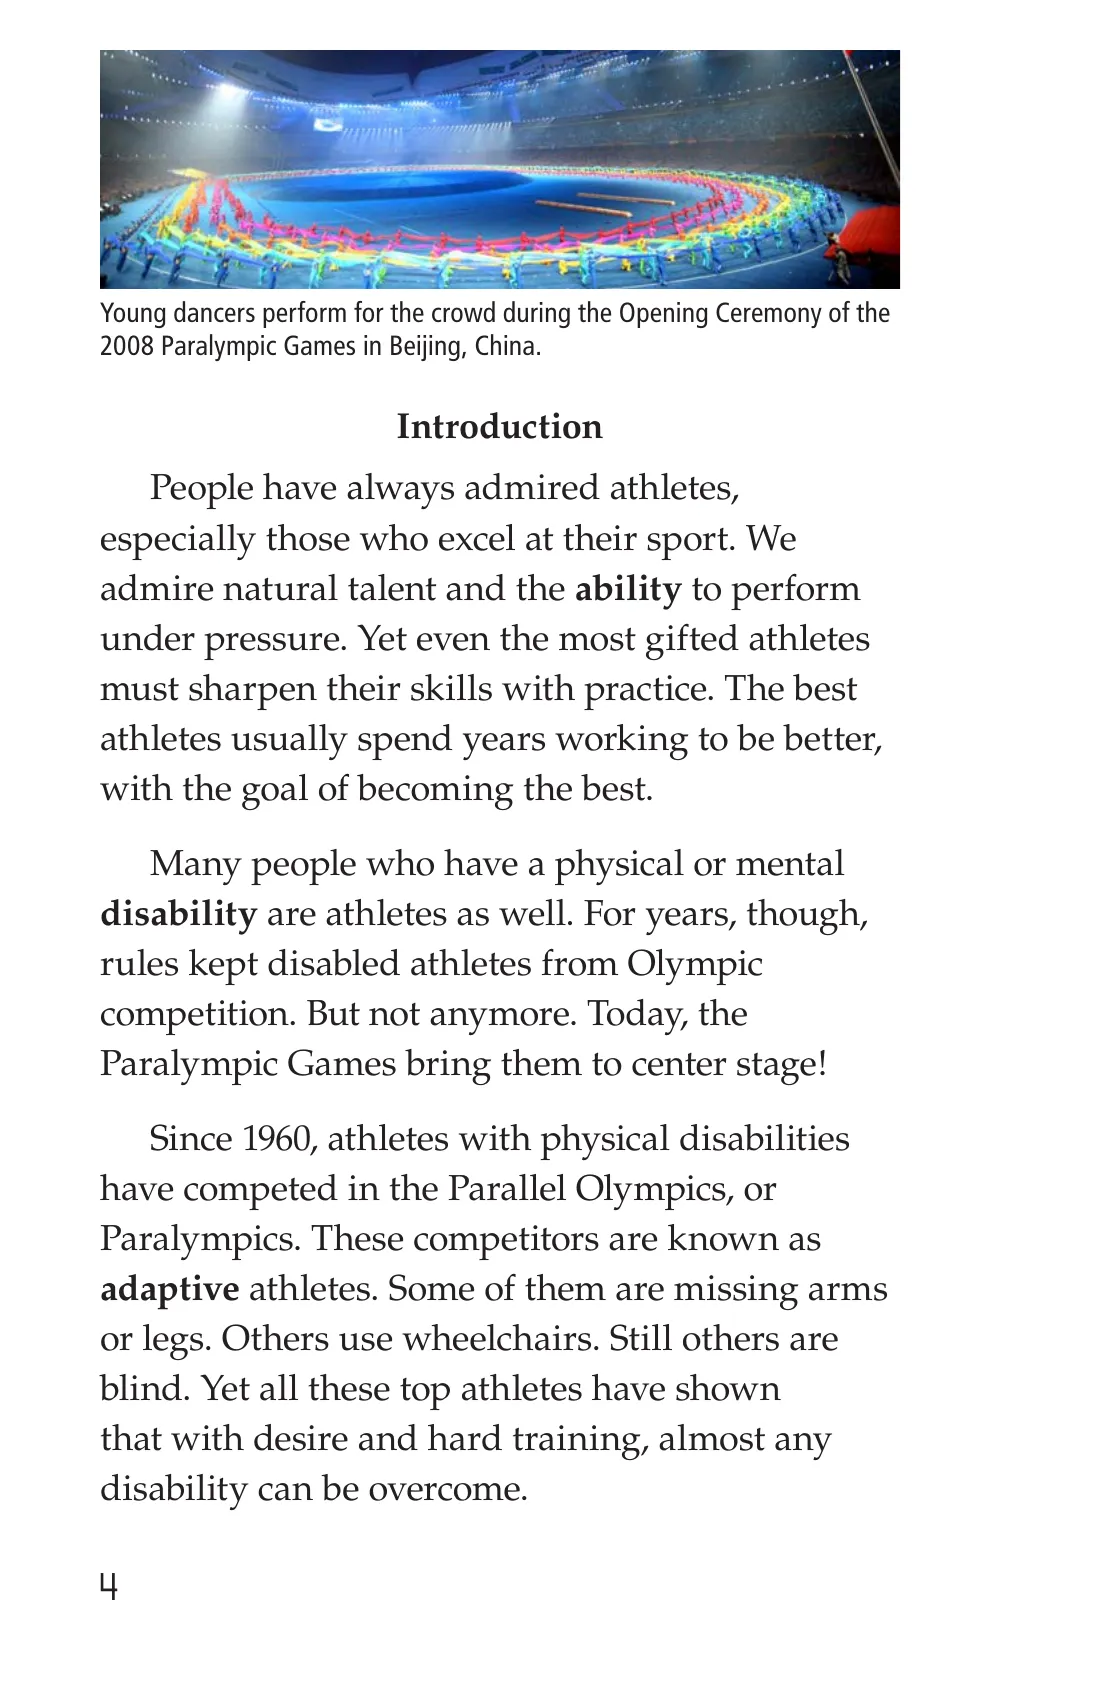 Young dancers perform for the crowd during the Opening Ceremony of the
2008 Paralympic Games in Beijing, China.
Introduction
People have always admired athletes,
especially those who excel at their sport. We
admire natural talent and the ability to perform
under pressure. Yet even the most gifted athletes
must sharpen their skills with practice. The best
athletes usually spend years working to be better,
with the goal of becoming the best.
Many people who have a physical or mental
disability are athletes as well. For years, though,
rules kept disabled athletes from Olympic
competition. But not anymore. Today, the
Paralympic Games bring them to center stage!
Since 1960, athletes with physical disabilities
have competed in the Parallel Olympics, or
Paralympics. These competitors are known as
adaptive athletes. Some of them are missing arms
or legs. Others use wheelchairs. Still others are
blind. Yet all these top athletes have shown
that with desire and hard training, almost any
disability can be overcome.
4